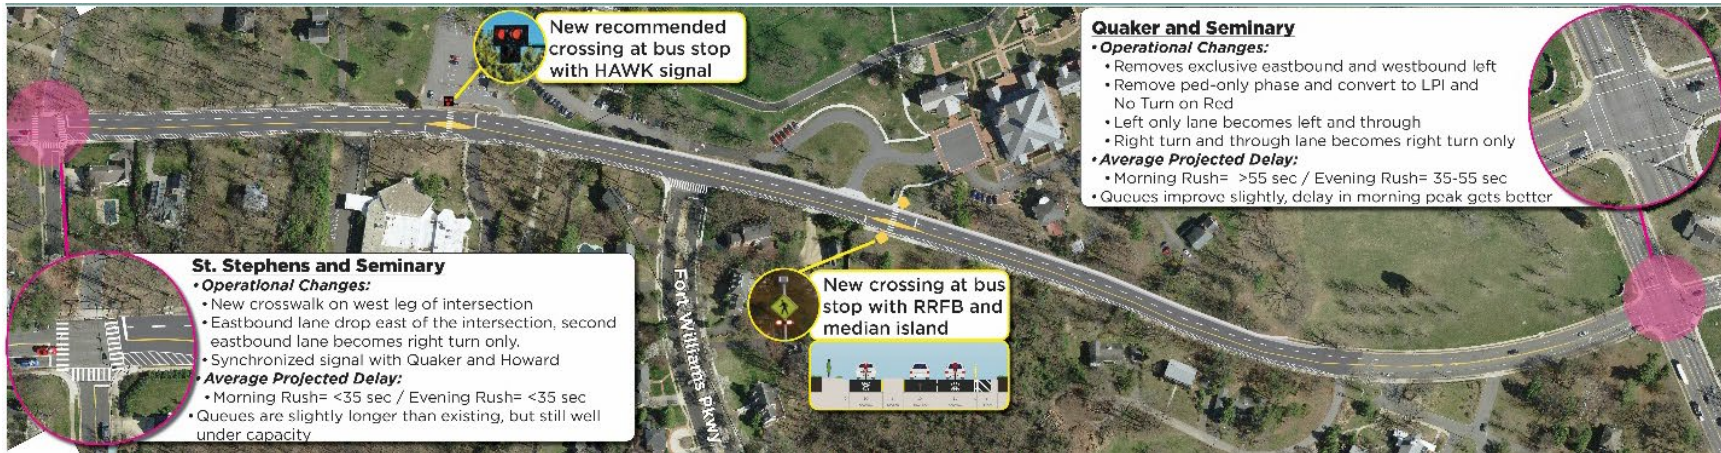 New recommended
crossing at bus stop
with HAWK signal
Quaker and Seminary
• Operational Changes:
• Removes exclusive eastbound and westbound left
• Remove ped-only phase and convert to LPI and
No Turn on Red
• Left only lane becomes left and through
• Right turn and through lane becomes right turn only
• Average Projected Delay:
• Morning Rush= >55 sec / Evening Rush= 35-55 sec
• Queues improve slightly, delay in morning peak gets better
St. Stephens and Seminary
• Operational Changes:
• New crosswalk on west leg of intersection
• Eastbound lane drop east of the intersection, second
eastbound lane becomes right turn only.
• Synchronized signal with Quaker and Howard
• Average Projected Delay:
• Morning Rush= <35 sec / Evening Rush= <35 sec
• Queues are slightly longer than existing, but still well
under capacity
Fort Williams Pkwy
New crossing at bus
stop with RRFB and
median island